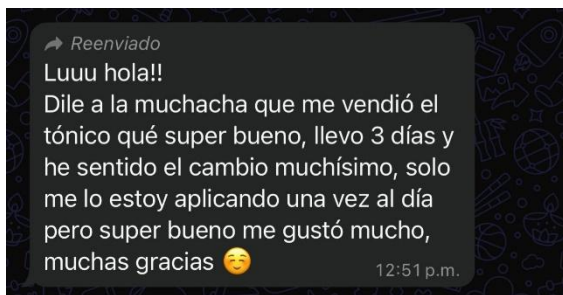 Reenviado
Luuu hola!!
Dile a la muchacha que me vendió el
tónico qué super bueno, llevo 3 días y
he sentido el cambio muchísimo, solo
me lo estoy aplicando una vez al día
pero super bueno me gustó mucho,
muchas gracias ☺️
12:51 p.m.